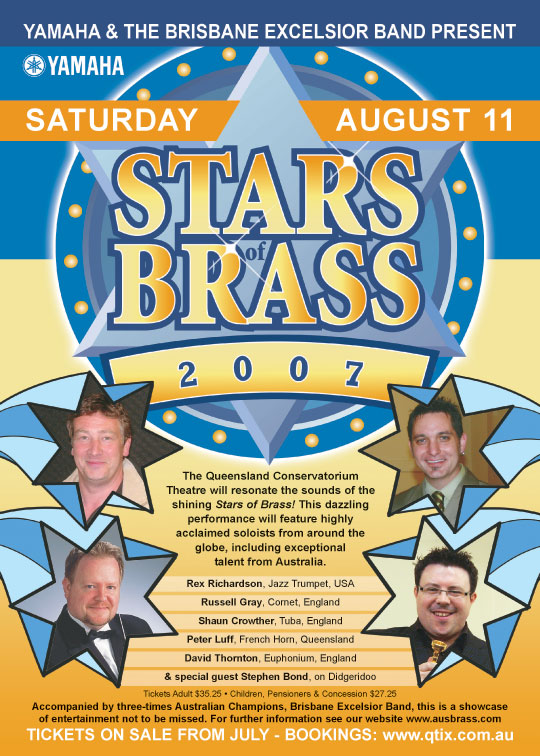 YAMAHA & THE BRISBANE EXCELSIOR BAND PRESENT
YAMAHA
SATURDAY AUGUST 11
STARS
of
BRASS
2007
The Queensland Conservatorium
Theatre will resonate the sounds of the
shining Stars of Brass! This dazzling
performance will feature highly
acclaimed soloists from around the
globe, including exceptional
talent from Australia.
Rex Richardson, Jazz Trumpet, USA
Russell Gray, Cornet, England
Shaun Crowther, Tuba, England
Peter Luff, French Horn, Queensland
David Thornton, Euphonium, England
& special guest Stephen Bond, on Didgeridoo
Tickets Adult $35.25 • Children, Pensioners & Concession $27.25
Accompanied by three-times Australian Champions, Brisbane Excelsior Band, this is a showcase
of entertainment not to be missed. For further information see our website www.ausbrass.com
TICKETS ON SALE FROM JULY - BOOKINGS: www.qtix.com.au